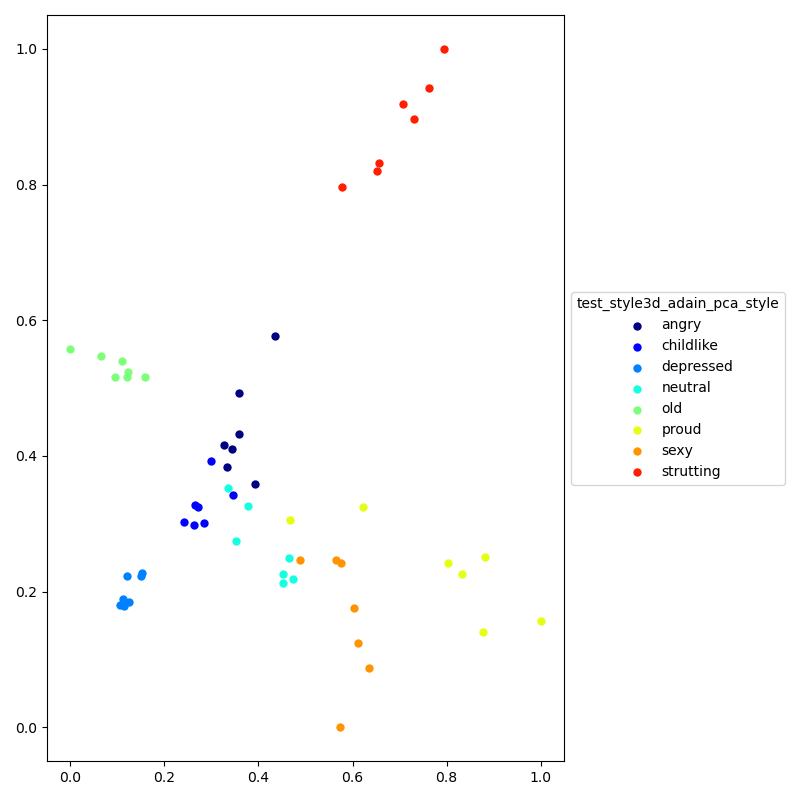 1.0
0.8
0.6
0.4
0.2
0.0
0.0 0.2 0.4 0.6 0.8 1.0
test_style3d_adain_pca_style
angry
childlike
depressed
neutral
old
proud
sexy
strutting